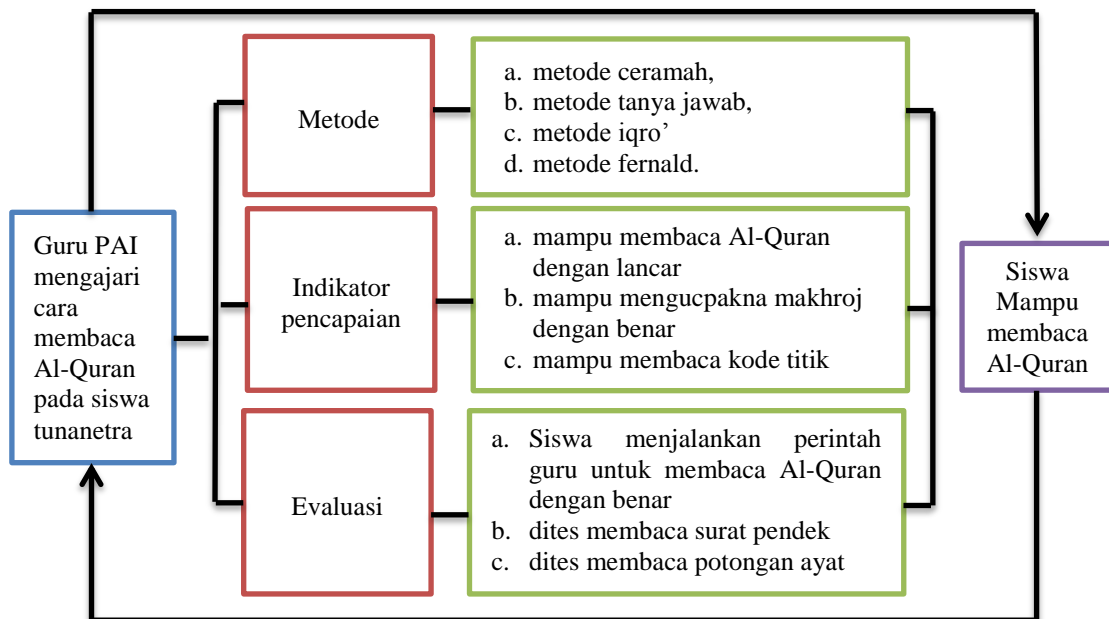 Guru PAI
mengajari
cara
membaca
Al-Quran
pada siswa
tunanetra
Metode
a. metode ceramah,
b. metode tanya jawab,
c. metode iqro’
d. metode fernald.
Indikator
pencapaian
a. mampu membaca Al-Quran
dengan lancar
b. mampu mengucpakna makhroj
dengan benar
c. mampu membaca kode titik
Evaluasi
a. Siswa menjalankan perintah
guru untuk membaca Al-Quran
dengan benar
b. dites membaca surat pendek
c. dites membaca potongan ayat
Siswa
Mampu
membaca
Al-Quran